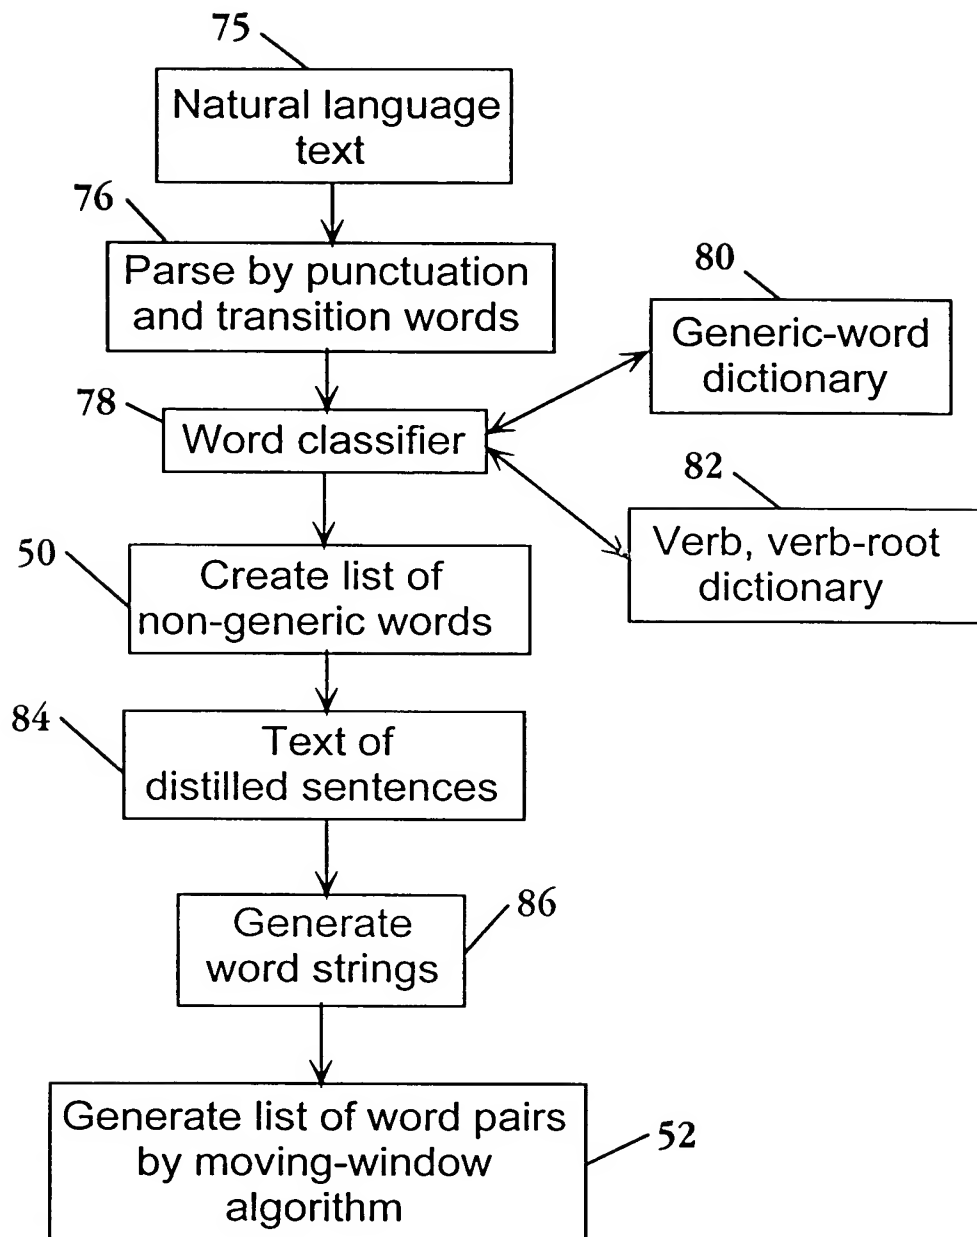 75
Natural language
text
76
Parse by punctuation
and transition words
80
Generic-word
dictionary
78
Word classifier
82
Verb, verb-root
dictionary
50
Create list of
non-generic words
84
Text of
distilled sentences
86
Generate
word strings
Generate list of word pairs
by moving-window
algorithm
52